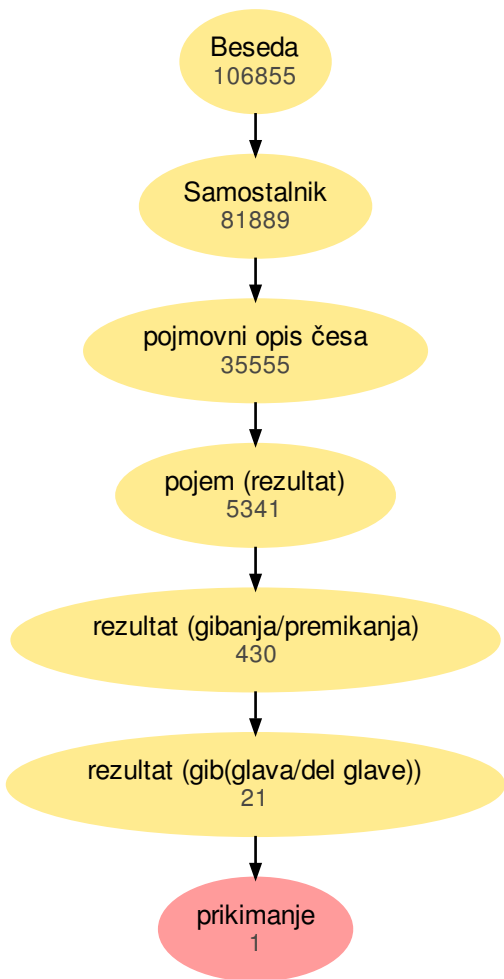 Beseda
106855
Samostalnik
81889
pojmovni opis česa
35555
pojem (rezultat)
5341
rezultat (gibanja/premikanja)
430
rezultat (gib(glava/del glave))
21
prikimanje
1